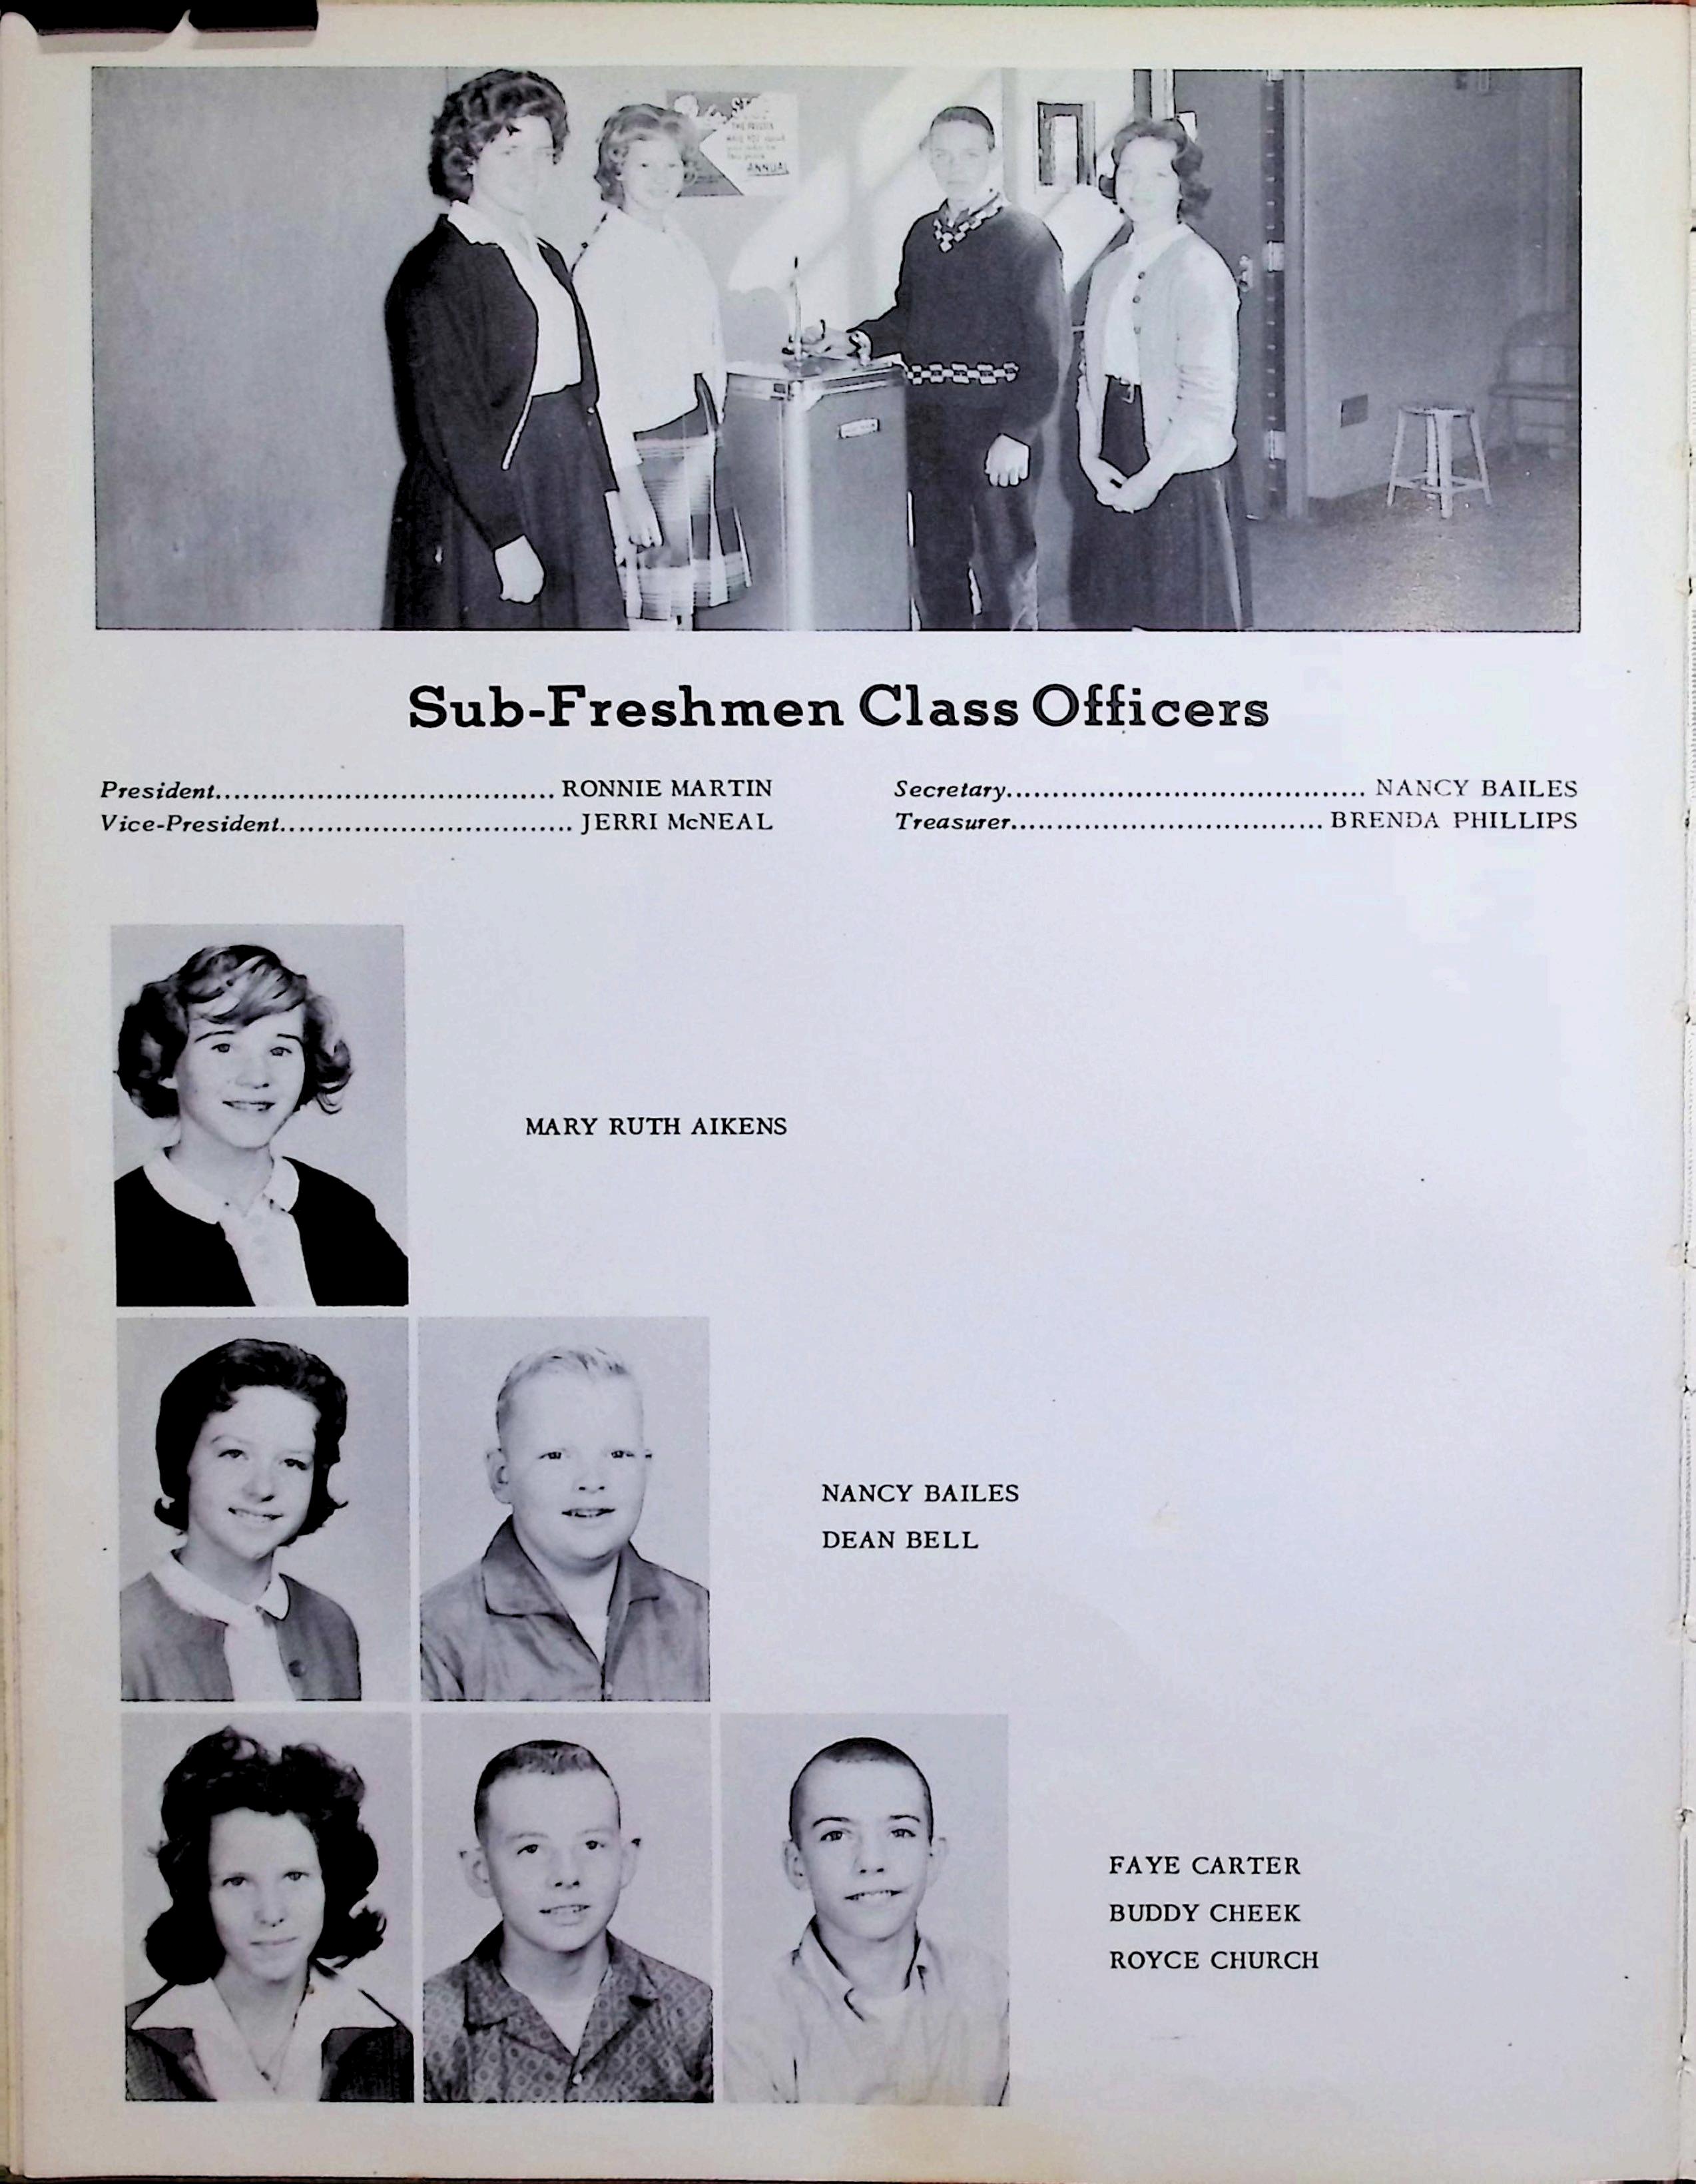 ANNUAL
Sub-Freshmen Class Officers
President..................................... RONNIE MARTIN
Vice-President................................ JERRI McNEAL
Secretary....................................... NANCY BAILES
Treasurer.................................. BRENDA PHILLIPS
MARY RUTH AIKENS
NANCY BAILES
DEAN BELL
FAYE CARTER
BUDDY CHEEK
ROYCE CHURCH